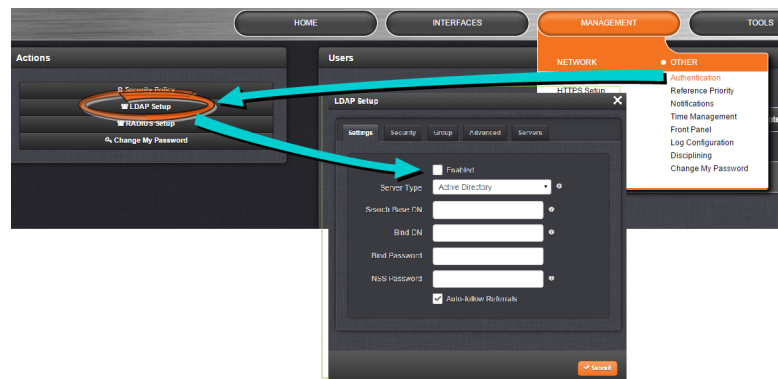 HOME
INTERFACES
MANAGEMENT
TOOLS
Actions
Users
NETWORK
OTHER
Security Policy
LDAP Setup
RADIUS Setup
Change My Password
HTTPS Setup
Authentication
Reference Priority
Notifications
Time Management
Front Panel
Log Configuration
Disciplining
Change My Password
LDAP Setup
Settings
Security
Group
Advanced
Servers
Enabled
Server Type
Active Directory
Search Base DN
Bind DN
Bind Password
NSS Password
Auto-follow Referrals
Submit